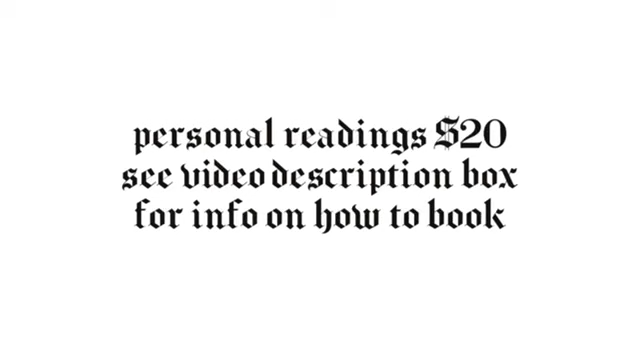 personal readings $20
see video description box
for info on how to book